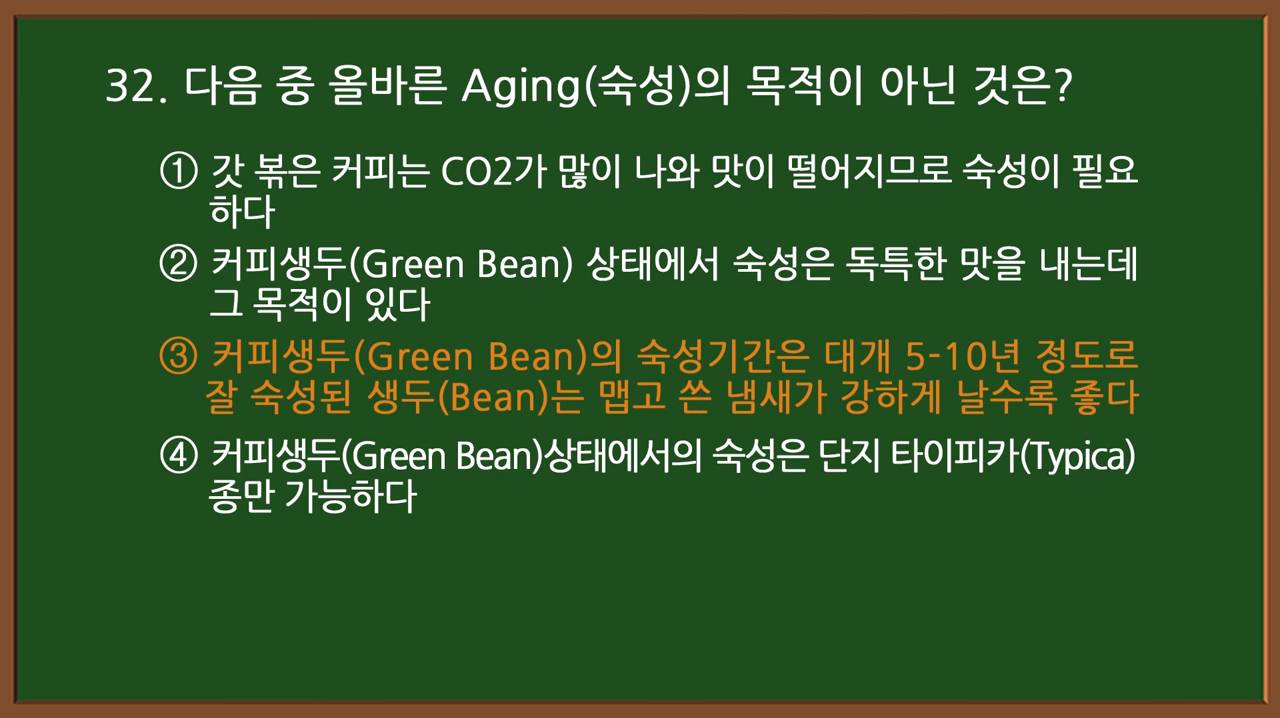 32. 다음 중 올바른 Aging(숙성)의 목적이 아닌 것은?
① 갓 볶은 커피는 CO2가 많이 나와 맛이 떨어지므로 숙성이 필요
하다
② 커피생두(Green Bean) 상태에서 숙성은 독특한 맛을 내는데
그 목적이 있다
③ 커피생두(Green Bean)의 숙성기간은 대개 5-10년 정도로
잘 숙성된 생두(Bean)는 맵고 쓴 냄새가 강하게 날수록 좋다
④ 커피생두(Green Bean)상태에서의 숙성은 단지 타이피카(Typica)
종만 가능하다